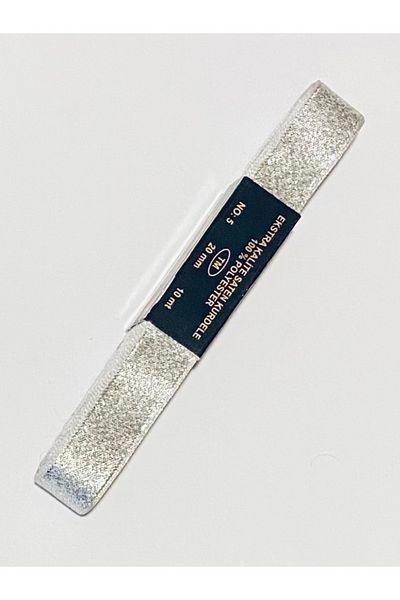 EKSTRA KALİTE SATEN KURDELE
100 % POLYESTER
TM
NO: 5
20 mm
10 mt